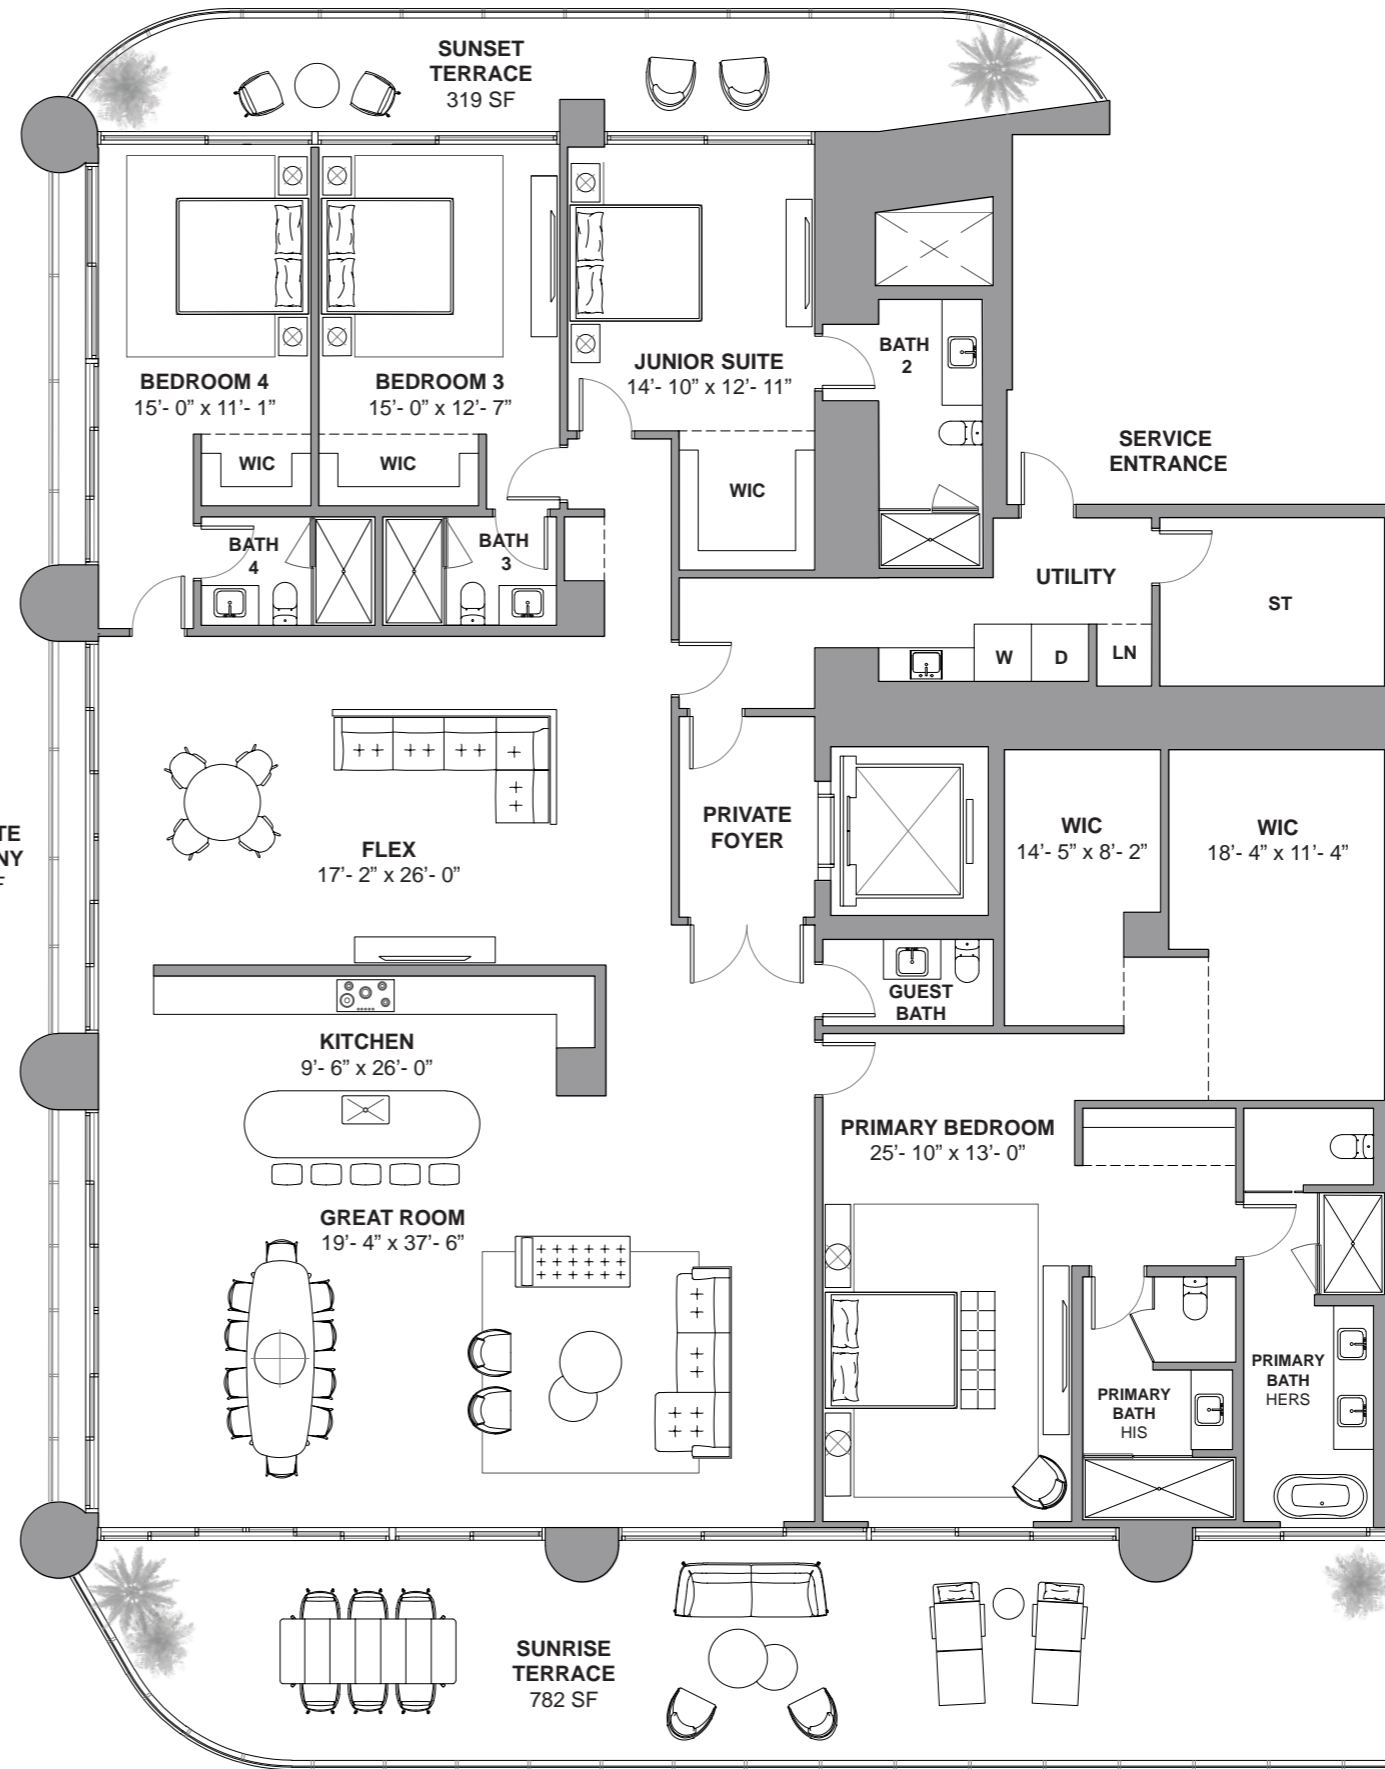 SUNSET
TERRACE
319 SF
BEDROOM 4
15’- 0” x 11’- 1”
BEDROOM 3
15’- 0” x 12’- 7”
JUNIOR SUITE
14’- 10” x 12’- 11”
BATH
2
WIC
WIC
WIC
SERVICE
ENTRANCE
BATH
4
BATH
3
UTILITY
ST
W
D
LN
PRIVATE
FOYER
FLEX
17’- 2” x 26’- 0”
WIC
14’- 5” x 8’- 2”
WIC
18’- 4” x 11’- 4”
TE
NY
GUEST
BATH
KITCHEN
9’- 6” x 26’- 0”
PRIMARY BEDROOM
25’- 10” x 13’- 0”
GREAT ROOM
19’- 4” x 37’- 6”
PRIMARY
BATH
HIS
PRIMARY
BATH
HERS
SUNRISE
TERRACE
782 SF